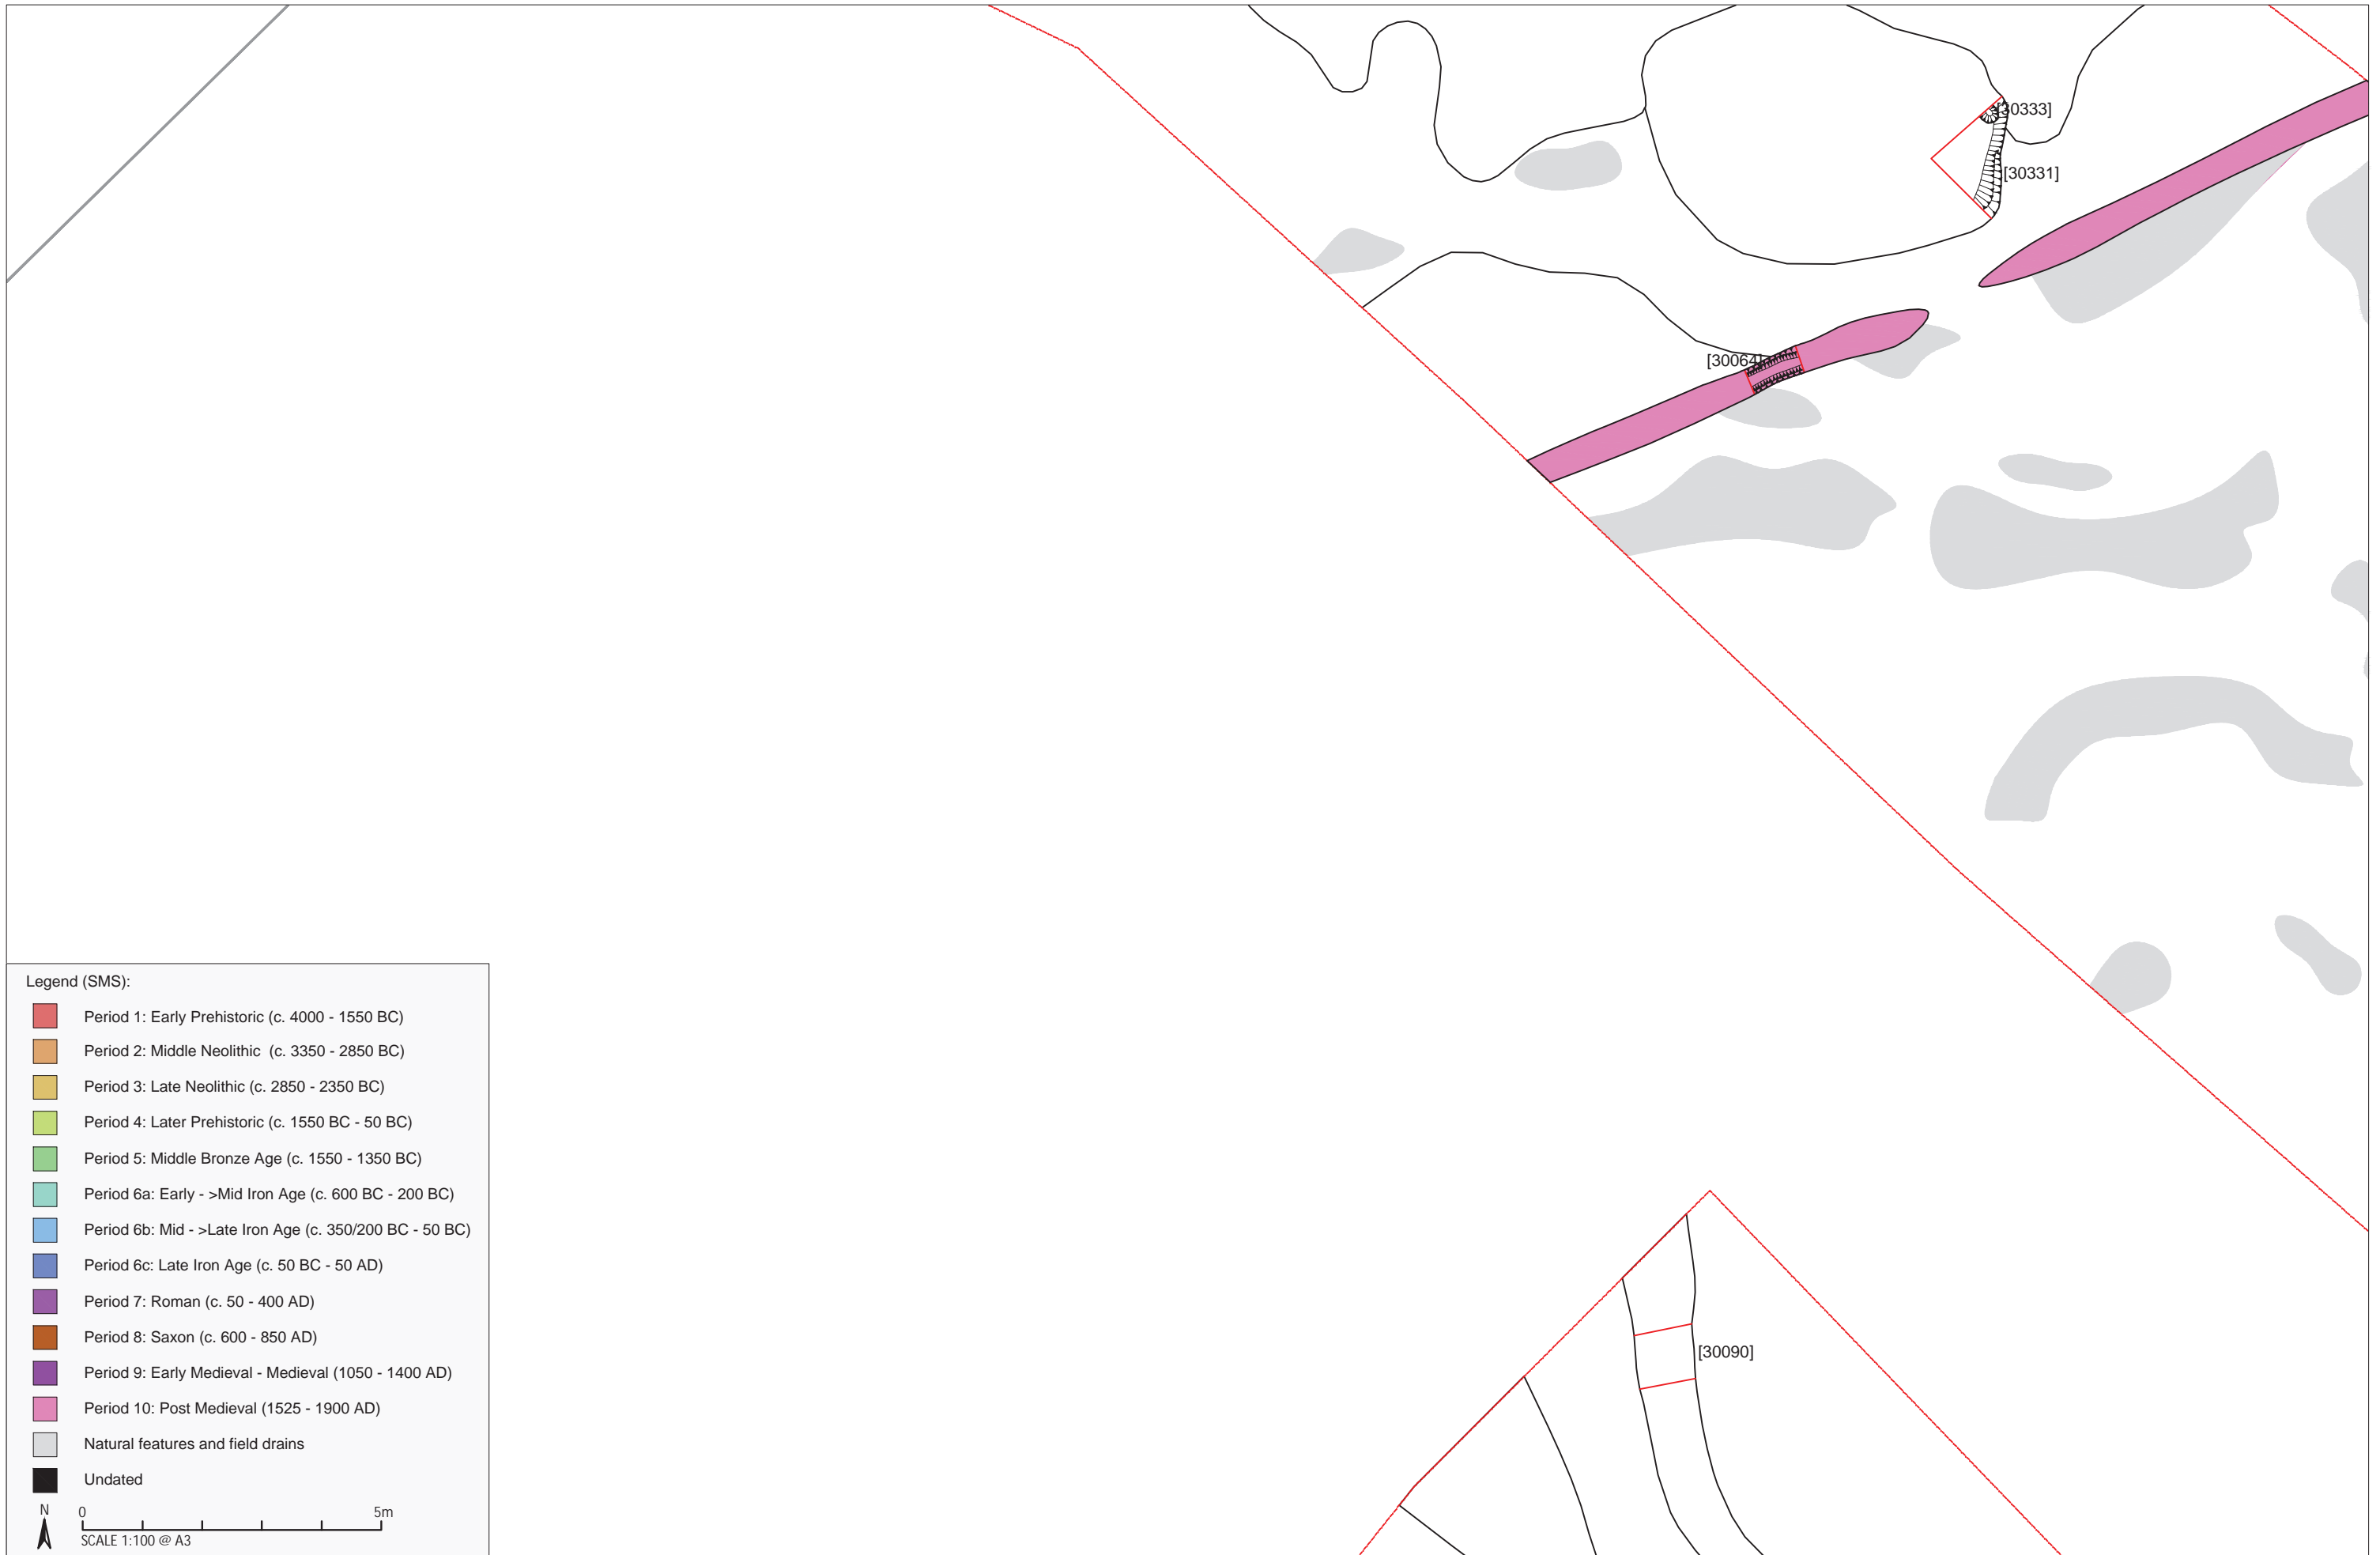 [30333]
[30331]
[30064]
[30090]
Legend (SMS):
Period 1: Early Prehistoric (c. 4000 - 1550 BC)
Period 2: Middle Neolithic (c. 3350 - 2850 BC)
Period 3: Late Neolithic (c. 2850 - 2350 BC)
Period 4: Later Prehistoric (c. 1550 BC - 50 BC)
Period 5: Middle Bronze Age (c. 1550 - 1350 BC)
Period 6a: Early - >Mid Iron Age (c. 600 BC - 200 BC)
Period 6b: Mid - >Late Iron Age (c. 350/200 BC - 50 BC)
Period 6c: Late Iron Age (c. 50 BC - 50 AD)
Period 7: Roman (c. 50 - 400 AD)
Period 8: Saxon (c. 600 - 850 AD)
Period 9: Early Medieval - Medieval (1050 - 1400 AD)
Period 10: Post Medieval (1525 - 1900 AD)
Natural features and field drains
Undated
N 0 5m
SCALE 1:100 @ A3